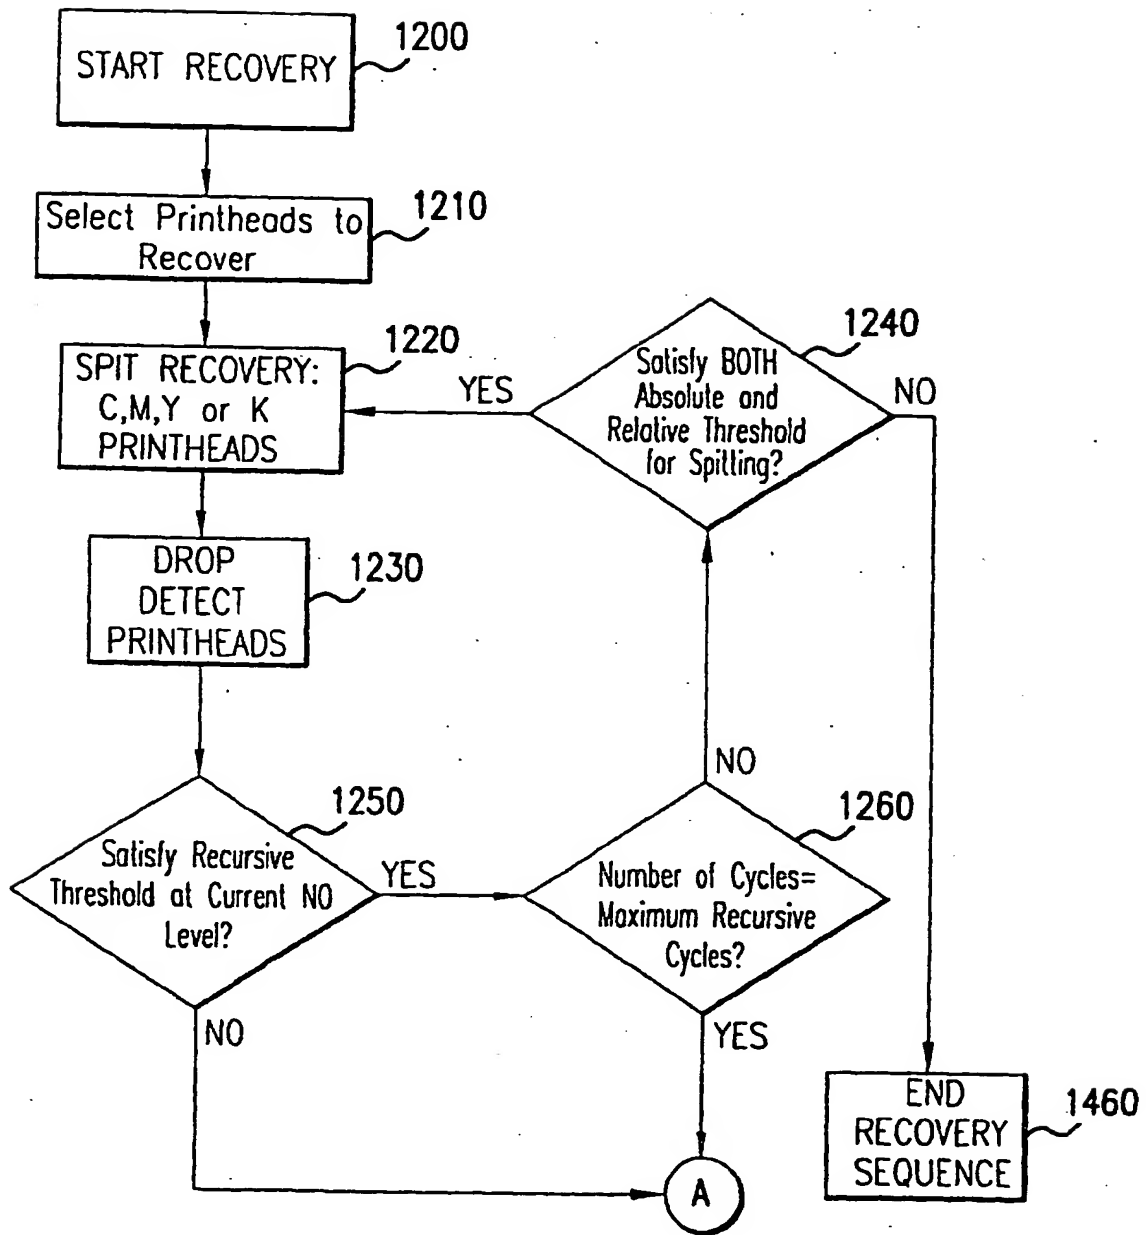 START RECOVERY
1200
Select Printheads to
Recover
1210
SPIT RECOVERY:
C,M,Y or K
PRINTHEADS
1220
YES
Satisfy BOTH
Absolute and
Relative Threshold
for Spitting?
1240
NO
DROP
DETECT
PRINTHEADS
1230
NO
Satisfy Recursive
Threshold at Current NO
Level?
1250
YES
Number of Cycles=
Maximum Recursive
Cycles?
1260
NO
YES
END
RECOVERY
SEQUENCE
1460
A